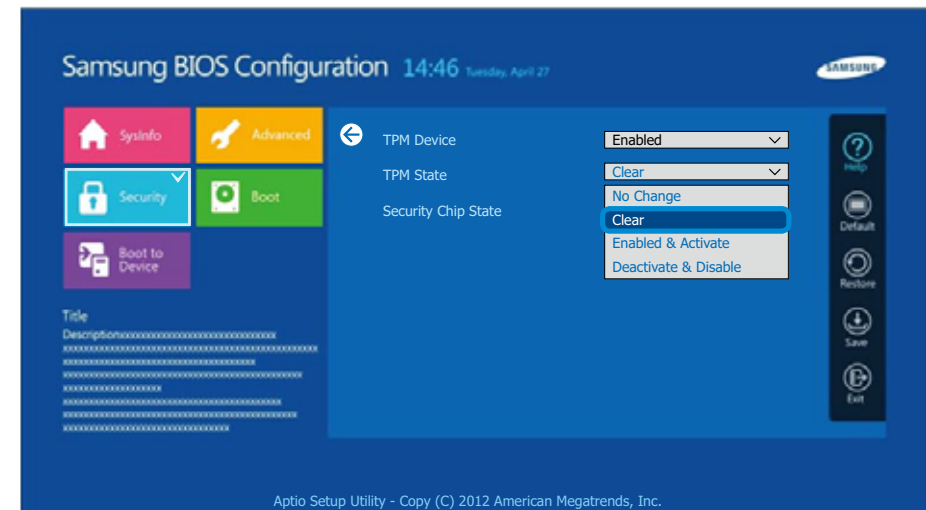 Samsung BIOS Configuration 14:46 Tuesday, April 27
SAMSUNG
SysInfo
Advanced
Security
Boot
Boot to
Device
TPM Device
Enabled
TPM State
Clear
No Change
Security Chip State
Clear
Enabled & Activate
Deactivate & Disable
Help
Default
Restore
Save
Exit
Title
Aptio Setup Utility - Copy (C) 2012 American Megatrends, Inc.